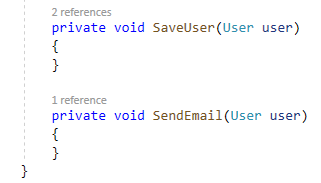 2 references
private void SaveUser(User user)
{
}
1 reference
private void SendEmail(User user)
{
}
}